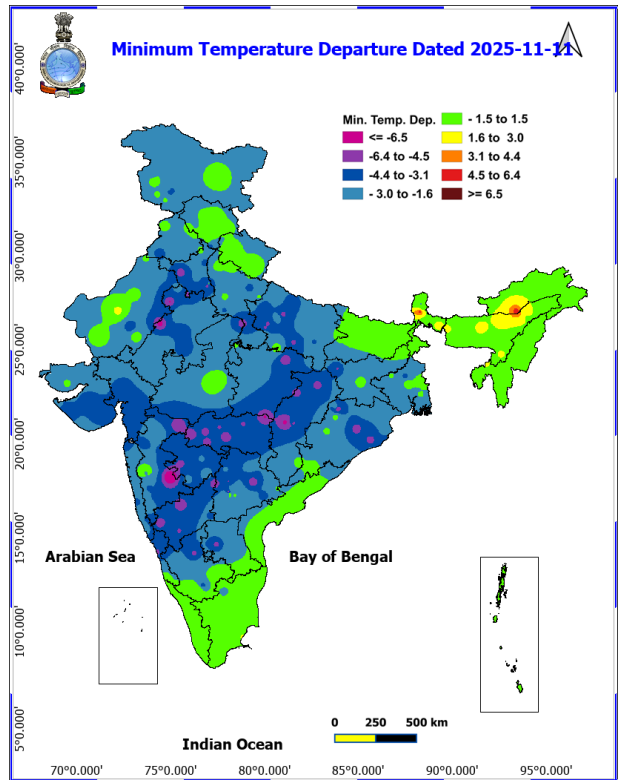 Minimum Temperature Departure Dated 2025-11-11
40°0.000'
Min. Temp. Dep.
<= -6.5
-6.4 to -4.5
-4.4 to -3.1
- 3.0 to -1.6
- 1.5 to 1.5
1.6 to 3.0
3.1 to 4.4
4.5 to 6.4
>= 6.5
35°0.000'
30°0.000'
25°0.000'
20°0.000'
15°0.000'
10°0.000'
5°0.000'
Arabian Sea
Bay of Bengal
Indian Ocean
0 250 500 km
70°0.000' 75°0.000' 80°0.000' 85°0.000' 90°0.000' 95°0.000'